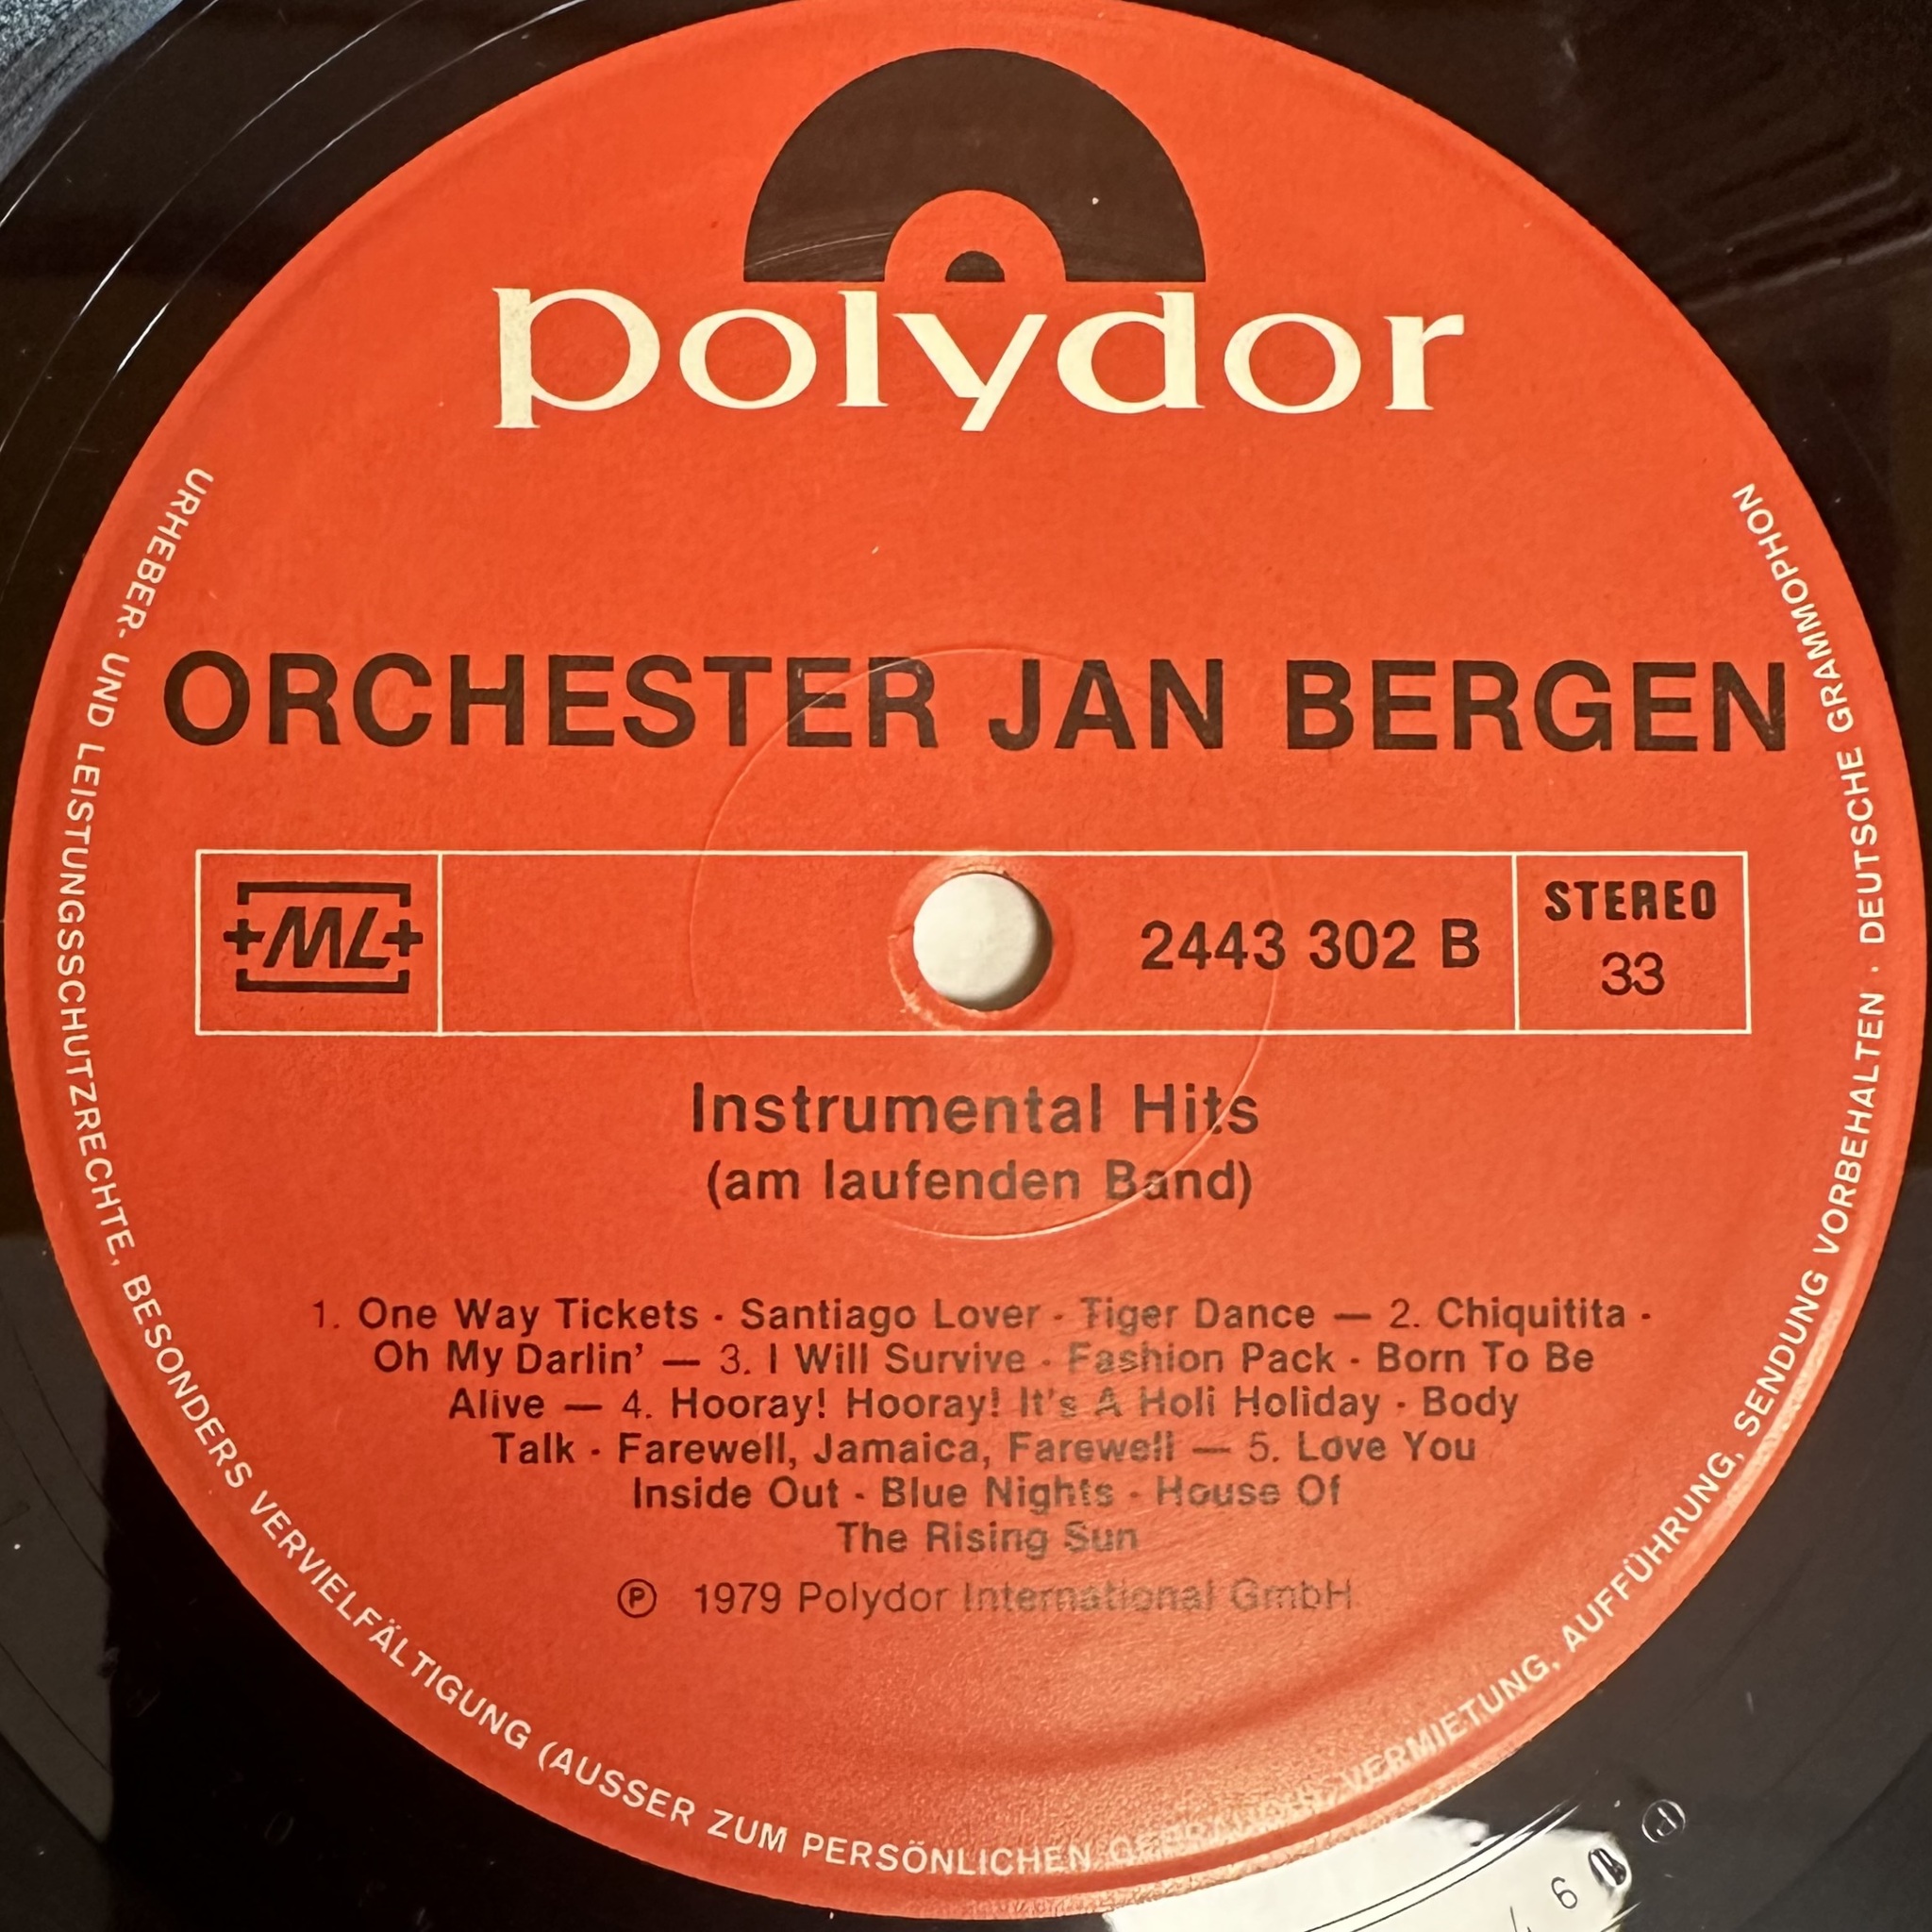 polydor
ORCHESTER JAN BERGEN
+ML+
2443 302 B
STEREO
33
Instrumental Hits
(am laufenden Band)
1. One Way Tickets · Santiago Lover · Tiger Dance — 2. Chiquitita ·
Oh My Darlin’ — 3. I Will Survive · Fashion Pack · Born To Be
Alive — 4. Hooray! Hooray! It's A Holi Holiday · Body
Talk · Farewell, Jamaica, Farewell — 5. Love You
Inside Out · Blue Nights · House Of
The Rising Sun
Ⓟ 1979 Polydor International GmbH
URHEBER- UND LEISTUNGSSCHUTZRECHTE, BESONDERS VERVIELFÄLTIGUNG (AUSSER ZUM PERSÖNLICHEN GEBRAUCH), VERMIETUNG, AUFFÜHRUNG, SENDUNG VORBEHALTEN · DEUTSCHE GRAMMOPHON
Ⓟ